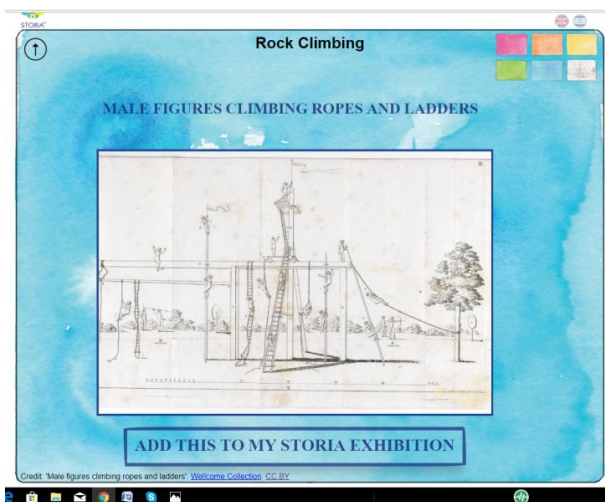 STORIA
Rock Climbing
MALE FIGURES CLIMBING ROPES AND LADDERS
ADD THIS TO MY STORIA EXHIBITION
Credit: 'Male figures climbing ropes and ladders' Wellcome Collection CC BY